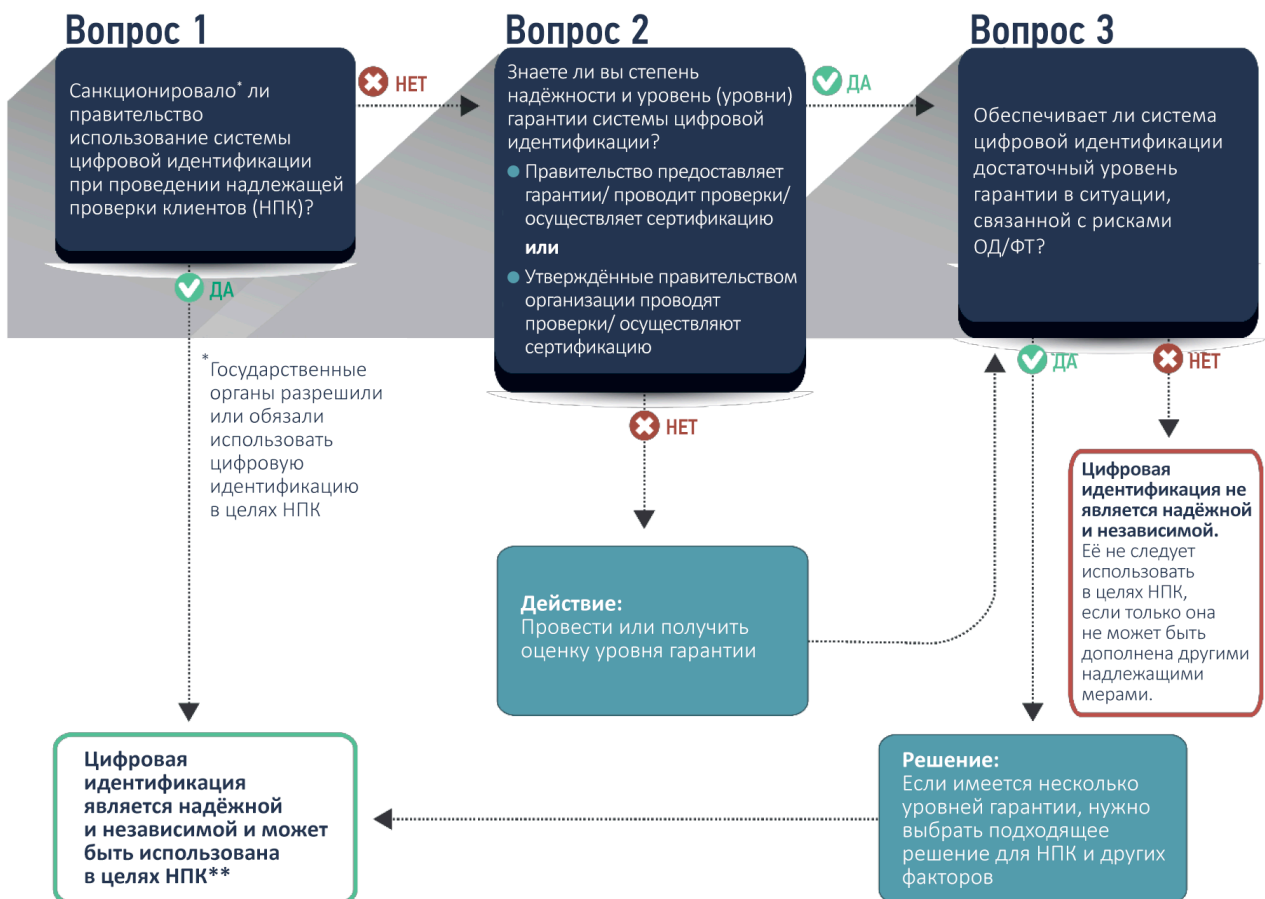 Вопрос 1
Санкционировало* ли
правительство
использование системы
цифровой идентификации
при проведении надлежащей
проверки клиентов (НПК)?
НЕТ
ДА
*Государственные
органы разрешили
или обязали
использовать
цифровую
идентификацию
в целях НПК
Вопрос 2
Знаете ли вы степень
надёжности и уровень (уровни)
гарантии системы цифровой
идентификации?
Правительство предоставляет
гарантии/ проводит проверки/
осуществляет сертификацию
или
Утверждённые правительством
организации проводят
проверки/ осуществляют
сертификацию
ДА
НЕТ
Действие:
Провести или получить
оценку уровня гарантии
Вопрос 3
Обеспечивает ли система
цифровой идентификации
достаточный уровень
гарантии в ситуации,
связанной с рисками
ОД/ФТ?
ДА
НЕТ
Цифровая
идентификация не
является надёжной
и независимой.
Её не следует
использовать
в целях НПК,
если только она
не может быть
дополнена другими
надлежащими
мерами.
Решение:
Если имеется несколько
уровней гарантии, нужно
выбрать подходящее
решение для НПК и других
факторов
Цифровая
идентификация
является надёжной
и независимой и может
быть использована
в целях НПК**